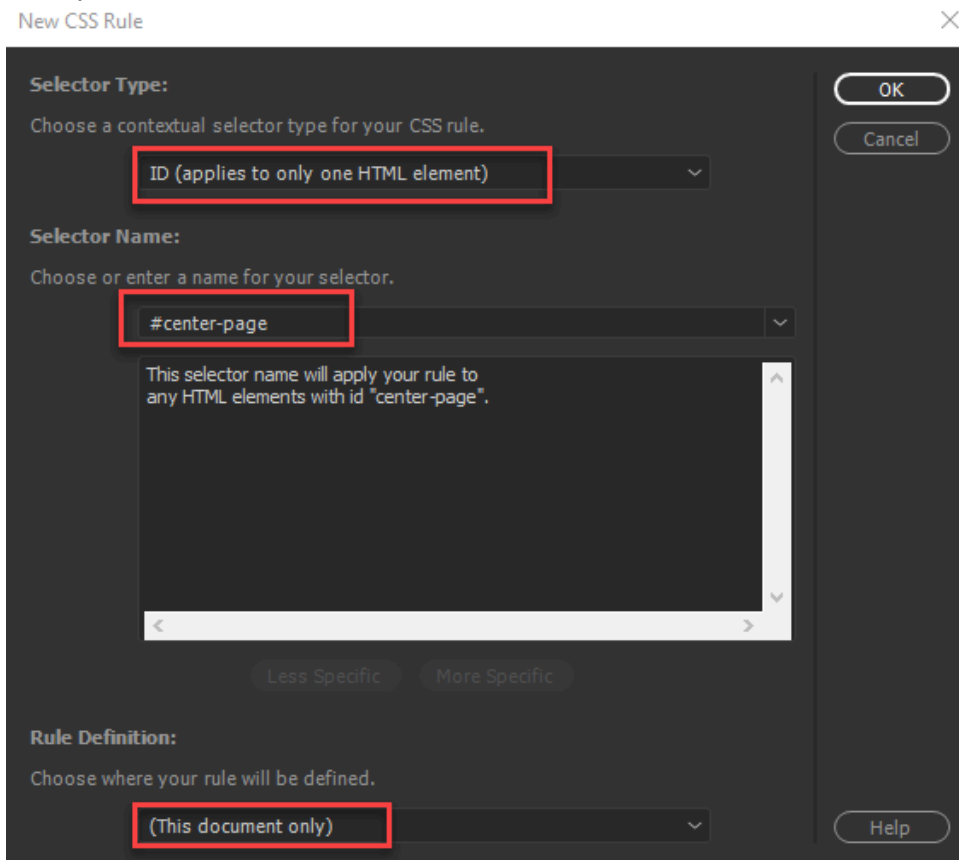 New CSS Rule
Selector Type:
OK
Choose a contextual selector type for your CSS rule.
Cancel
ID (applies to only one HTML element)
Selector Name:
Choose or enter a name for your selector.
#center-page
This selector name will apply your rule to
any HTML elements with id "center-page".
Less Specific More Specific
Rule Definition:
Choose where your rule will be defined.
(This document only)
Help